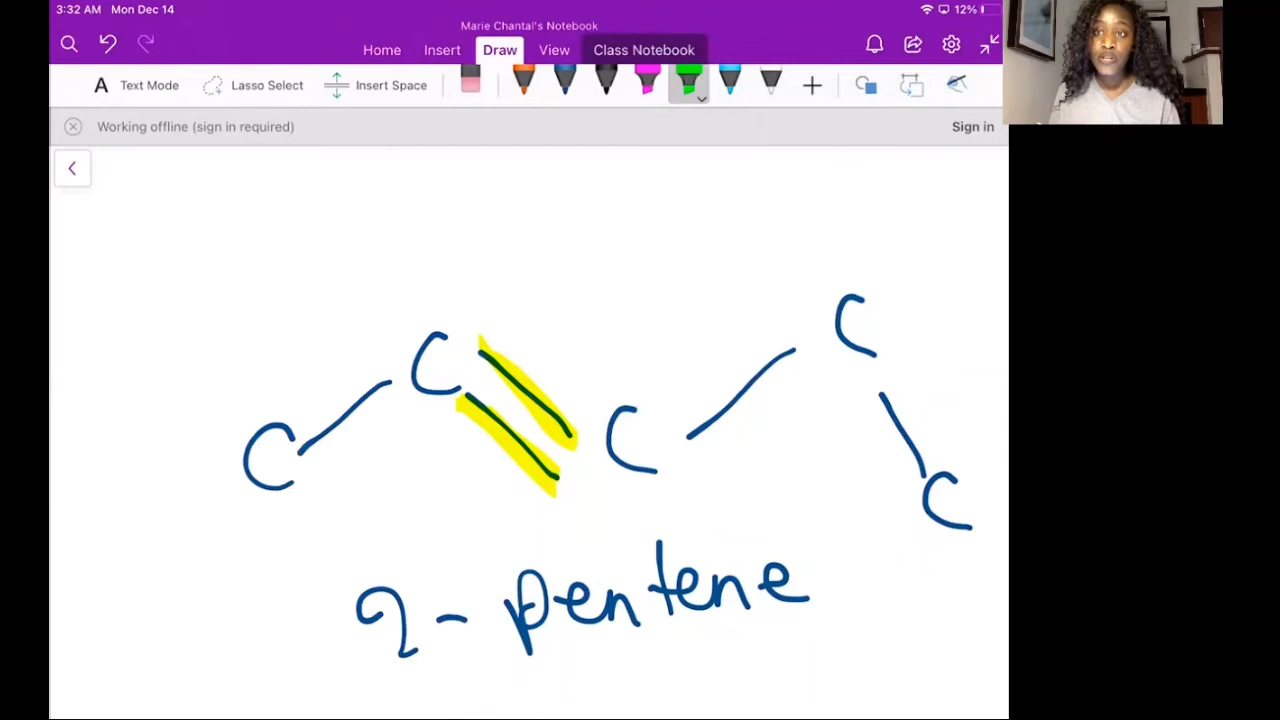 3:32 AM Mon Dec 14
12%
Marie Chantal's Notebook
Home Insert Draw View Class Notebook
A Text Mode Lasso Select Insert Space
Working offline (sign in required) Sign in
C
C C
C
C
2 - pentene